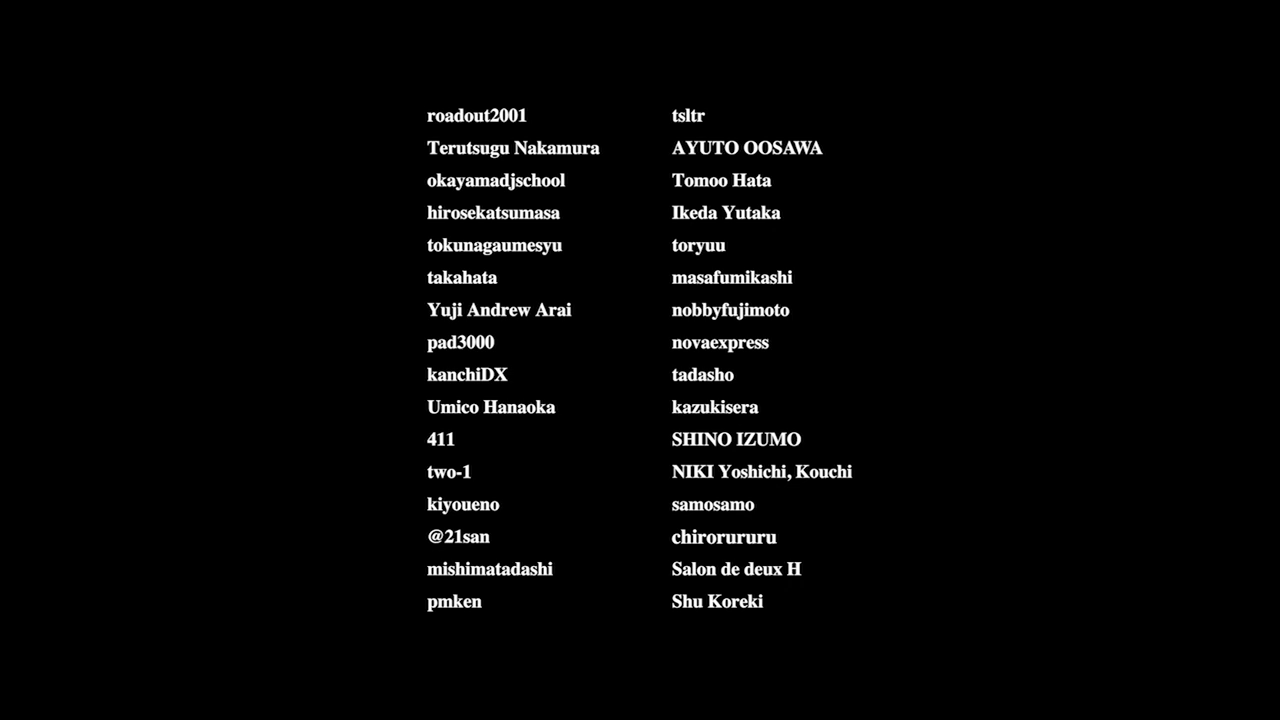 roadout2001
Terutsugu Nakamura
okayamadjschool
hirosekatsumasa
tokunagaumesyu
takahata
Yuji Andrew Arai
pad3000
kanchiDX
Umico Hanaoka
411
two-1
kiyoueno
@21san
mishimatadashi
pmken
tsltr
AYUTO OOSAWA
Tomoo Hata
Ikeda Yutaka
toryuu
masafumikashi
nobbyfujimoto
novaexpress
tadasho
kazukisera
SHINO IZUMO
NIKI Yoshichi, Kouchi
samosamo
chirorururu
Salon de deux H
Shu Koreki